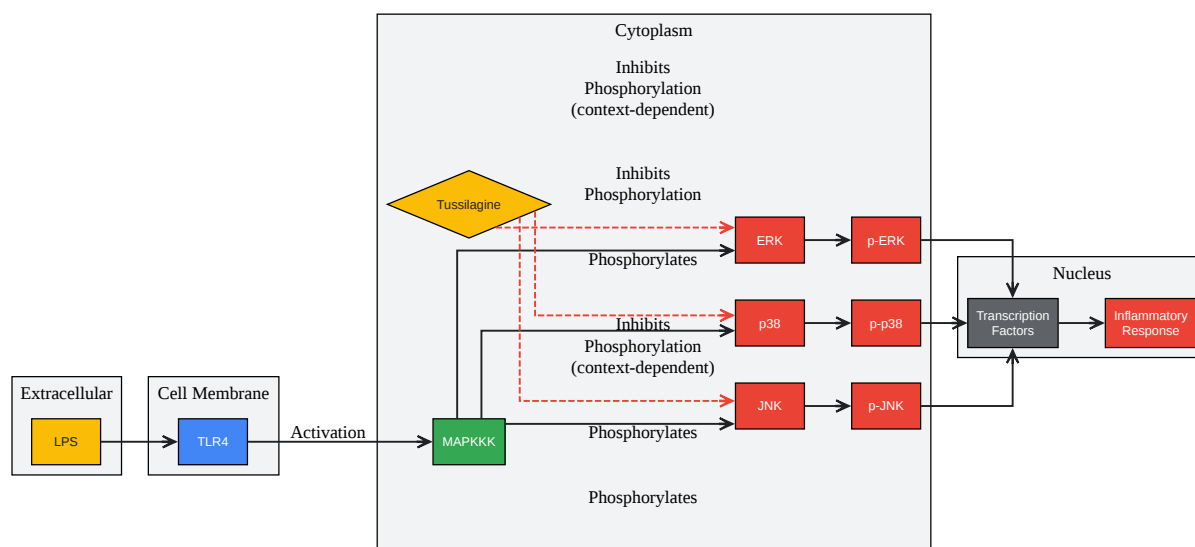 Cytoplasm
Inhibits
Phosphorylation
(context-dependent)
Inhibits
Phosphorylation
Tussilagine
ERK
p-ERK
Phosphorylates
Nucleus
Transcription
Factors
Inflammatory
Response
p38
p-p38
Inhibits
Phosphorylation
(context-dependent)
Extracellular
LPS
Cell Membrane
TLR4
Activation
MAPKKK
JNK
p-JNK
Phosphorylates
Phosphorylates